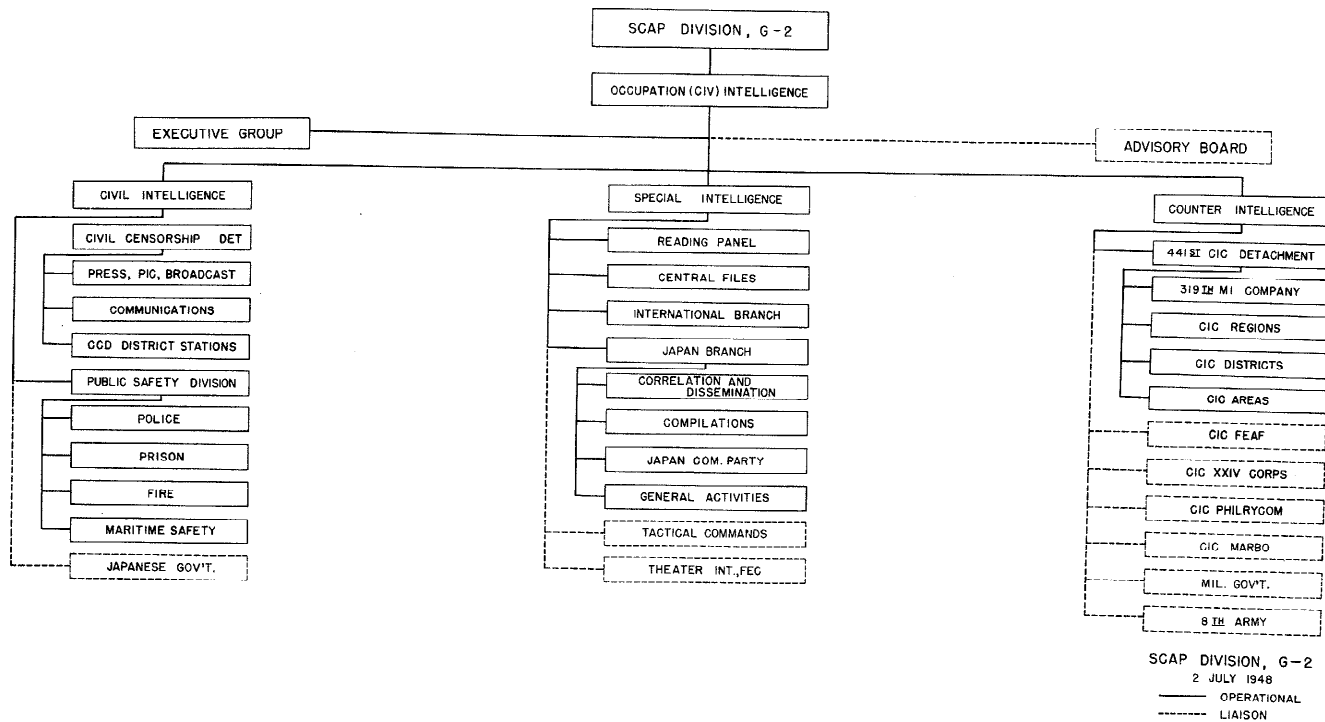 SCAP DIVISION, G-2
OCCUPATION (CIV) INTELLIGENCE
EXECUTIVE GROUP
ADVISORY BOARD
CIVIL INTELLIGENCE
CIVIL CENSORSHIP DET
PRESS, PIC, BROADCAST
COMMUNICATIONS
CCD DISTRICT STATIONS
PUBLIC SAFETY DIVISION
POLICE
PRISON
FIRE
MARITIME SAFETY
JAPANESE GOV'T.
SPECIAL INTELLIGENCE
READING PANEL
CENTRAL FILES
INTERNATIONAL BRANCH
JAPAN BRANCH
CORRELATION AND
DISSEMINATION
COMPILATIONS
JAPAN COM. PARTY
GENERAL ACTIVITIES
TACTICAL COMMANDS
THEATER INT., FEC
COUNTER INTELLIGENCE
441ST CIC DETACHMENT
319TH MI COMPANY
CIC REGIONS
CIC DISTRICTS
CIC AREAS
CIC FEAF
CIC XXIV CORPS
CIC PHILRYCOM
CIC MARBO
MIL. GOV'T.
8TH ARMY
SCAP DIVISION, G-2
2 JULY 1948
OPERATIONAL
LIAISON